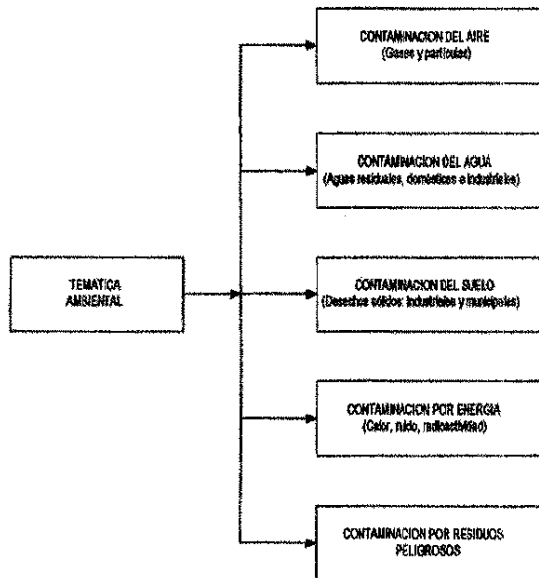 CONTAMINACION DEL AIRE
(Gases y partículas)
CONTAMINACION DEL AGUA
(Aguas residuales, domésticas e industriales)
TEMATICA
AMBIENTAL
CONTAMINACION DEL SUELO
(Desechos sólidos: industriales y municipales)
CONTAMINACION POR ENERGIA
(Calor, ruido, radioactividad)
CONTAMINACION POR RESIDUOS
PELIGROSOS